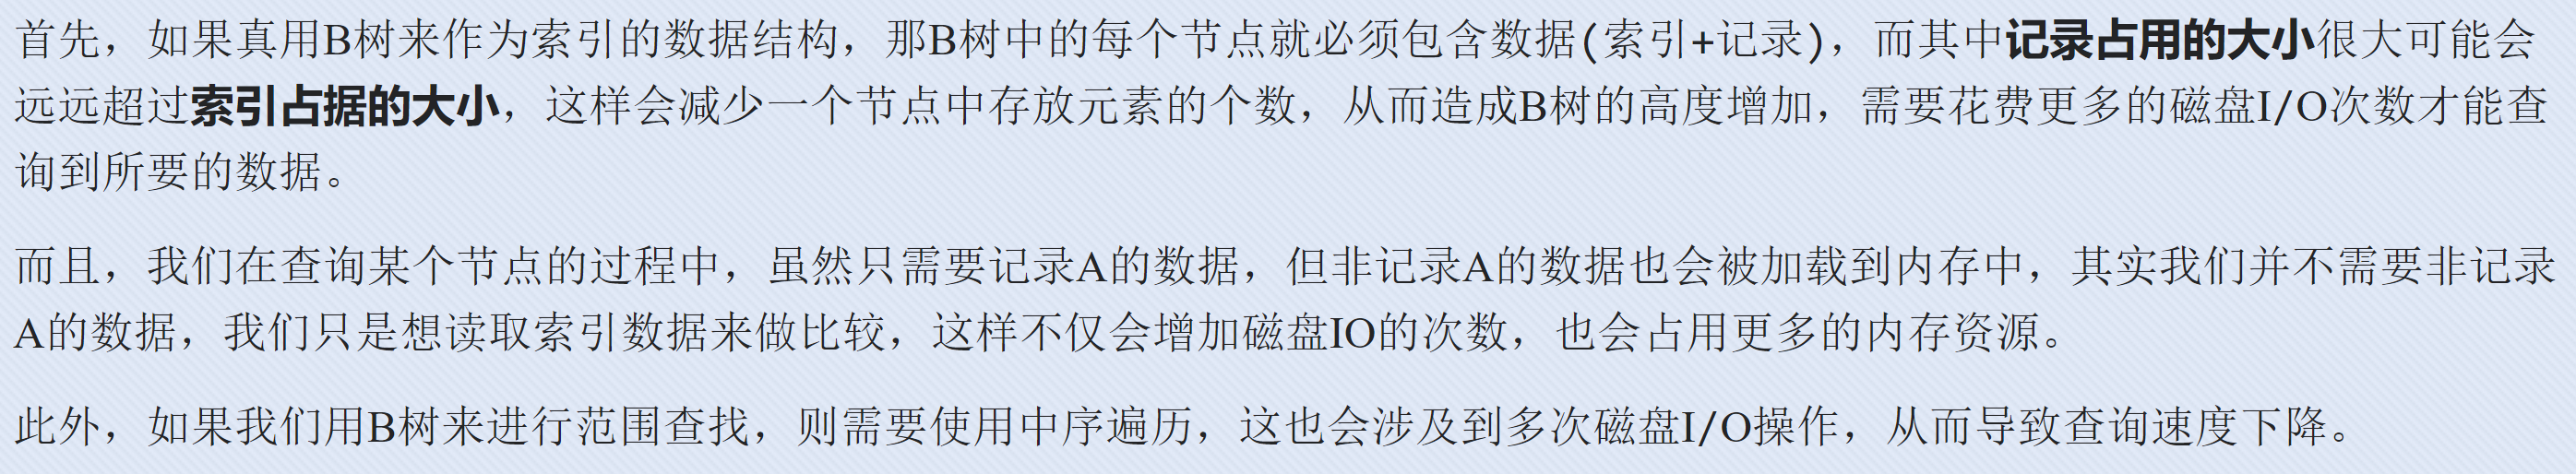 首先，如果真用B树来作为索引的数据结构，那B树中的每个节点就必须包含数据(索引+记录)，而其中记录占用的大小很大可能会
远远超过索引占据的大小，这样会减少一个节点中存放元素的个数，从而造成B树的高度增加，需要花费更多的磁盘I/O次数才能查
询到所要的数据。
而且，我们在查询某个节点的过程中，虽然只需要记录A的数据，但非记录A的数据也会被加载到内存中，其实我们并不需要非记录
A的数据，我们只是想读取索引数据来做比较，这样不仅会增加磁盘IO的次数，也会占用更多的内存资源。
此外，如果我们用B树来进行范围查找，则需要使用中序遍历，这也会涉及到多次磁盘I/O操作，从而导致查询速度下降。